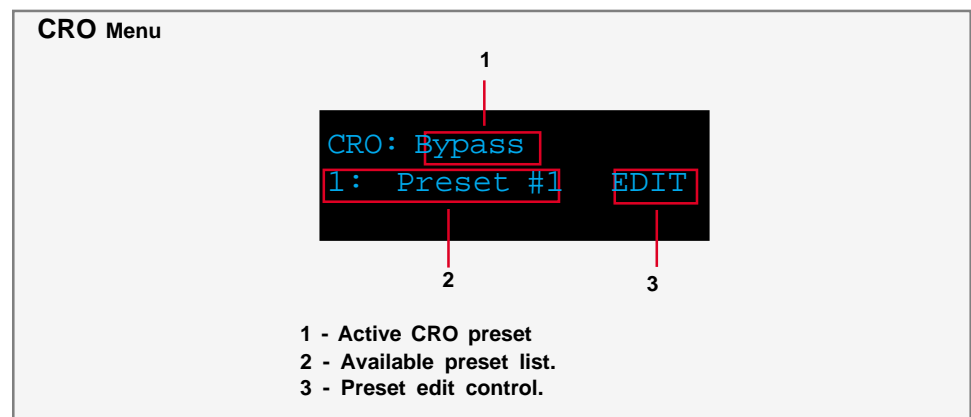 CRO Menu
1
CRO: Bypass
1: Preset #1 EDIT
2 3
1 - Active CRO preset
2 - Available preset list.
3 - Preset edit control.